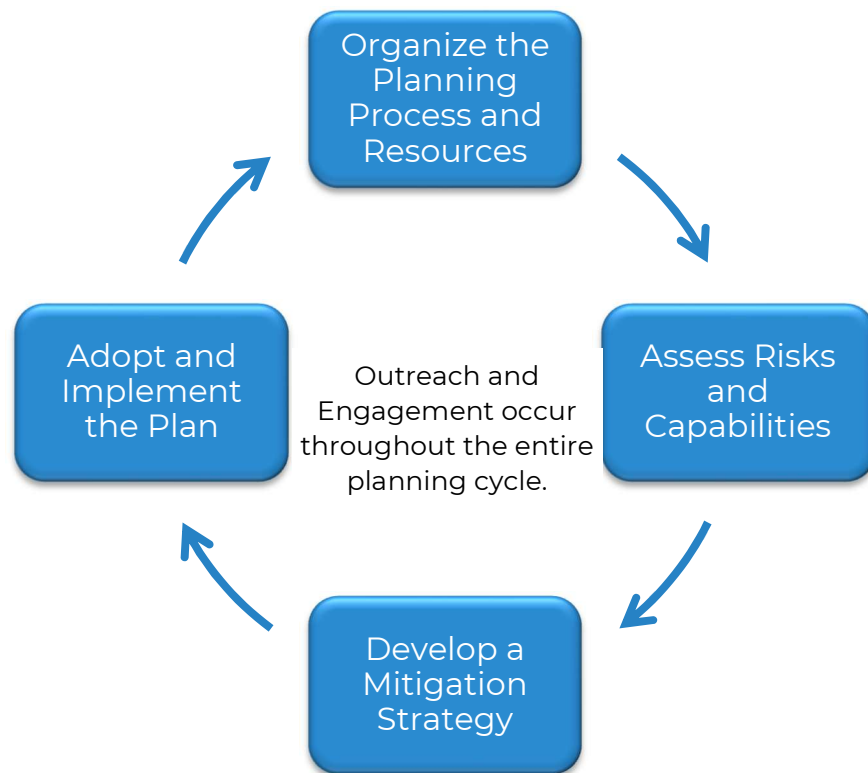 Organize the
Planning
Process and
Resources
Adopt and
Implement
the Plan
Outreach and
Engagement occur
throughout the entire
planning cycle.
Assess Risks
and
Capabilities
Develop a
Mitigation
Strategy